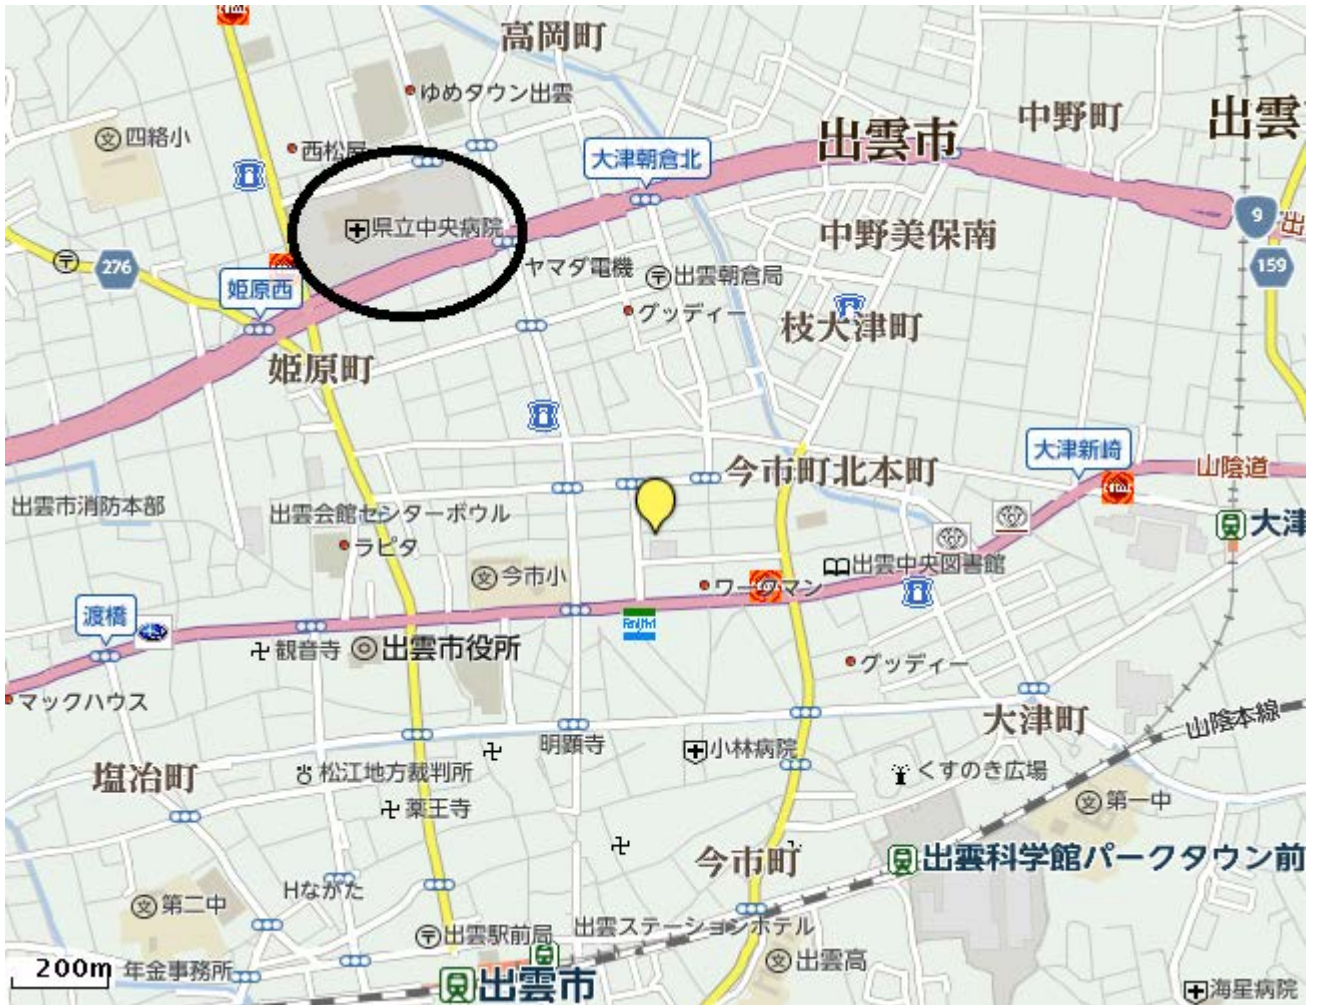 高岡町
ゆめタウン出雲
四絡小
西松屋
大津朝倉北
出雲市
中野町
出雲
県立中央病院
中野美保南
9
276
ヤマダ電機
出雲朝倉局
159
姫原西
グッディー
枝大津町
姫原町
大津新崎
今市町北本町
山陰道
出雲市消防本部
出雲会館センターボウル
大津
ラピタ
今市小
出雲中央図書館
ワークマン
渡橋
観音寺
出雲市役所
グッディー
マックハウス
大津町
山陰本線
明顕寺
小林病院
塩冶町
松江地方裁判所
くすのき広場
薬王寺
第一中
今市町
出雲科学館パークタウン前
Hながた
第二中
出雲駅前局
出雲ステーションホテル
200m
年金事務所
出雲市
出雲高
海星病院